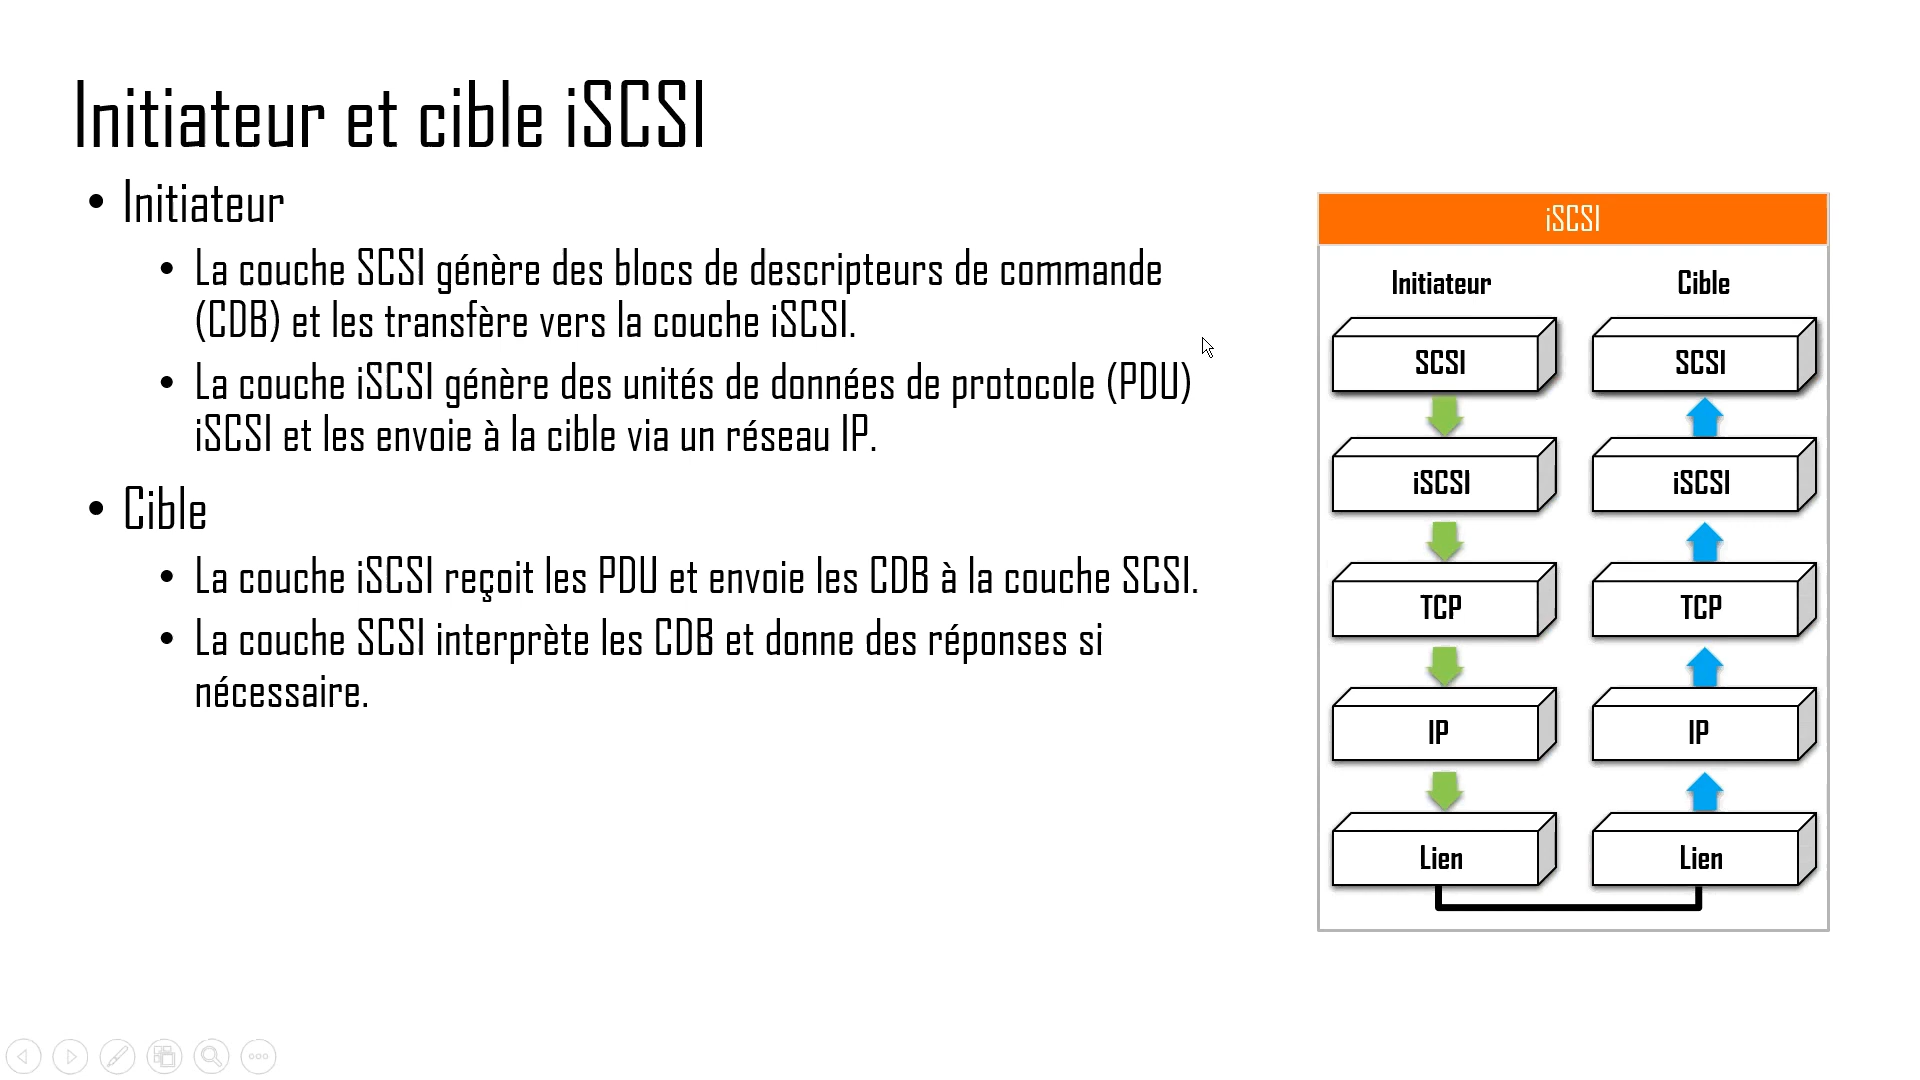 Initiateur et cible iSCSI
• Initiateur
• La couche SCSI génère des blocs de descripteurs de commande
(CDB) et les transfère vers la couche iSCSI.
• La couche iSCSI génère des unités de données de protocole (PDU)
iSCSI et les envoie à la cible via un réseau IP.
• Cible
• La couche iSCSI reçoit les PDU et envoie les CDB à la couche SCSI.
• La couche SCSI interprète les CDB et donne des réponses si
nécessaire.
iSCSI
Initiateur Cible
SCSI SCSI
iSCSI iSCSI
TCP TCP
IP IP
Lien Lien